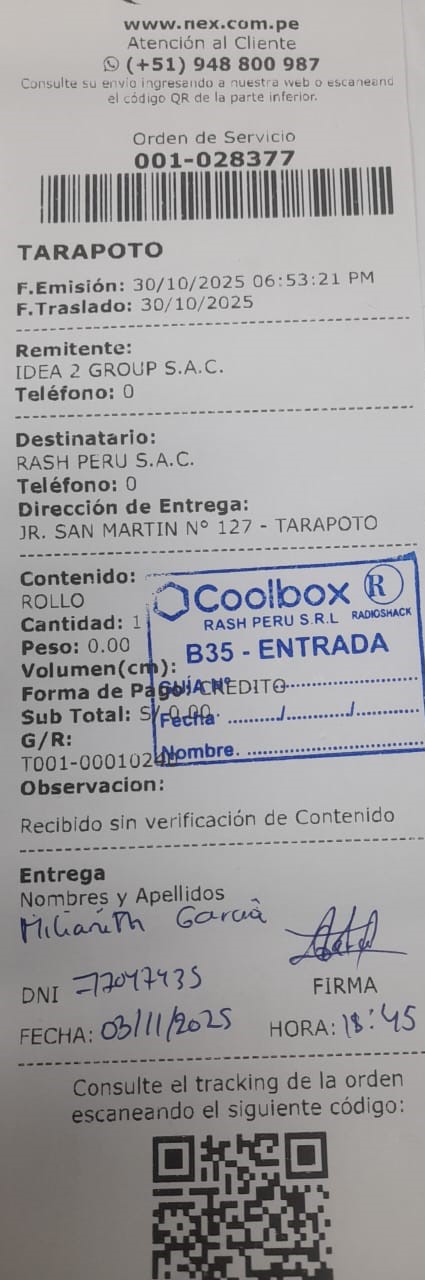 www.nex.com.pe
Atención al Cliente
(+51) 948 800 987
Consulte su envío ingresando a nuestra web o escaneand
el código QR de la parte inferior.
Orden de Servicio
001-028377
TARAPOTO
F.Emisión: 30/10/2025 06:53:21 PM
F.Traslado: 30/10/2025
Remitente:
IDEA 2 GROUP S.A.C.
Teléfono: 0
Destinatario:
RASH PERU S.A.C.
Teléfono: 0
Dirección de Entrega:
JR. SAN MARTIN N° 127 - TARAPOTO
Contenido:
ROLLO
Cantidad: 1
Peso: 0.00
Volumen(cm):
Forma de Pago: CREDITO
Sub Total: S/ 0.00
G/R:
T001-0001024
Observacion:
Coolbox R
RASH PERU S.R.L RADIOSHACK
B35 - ENTRADA
GUÍA N°
Fecha ........../............/..........
Nombre. ..............................
Recibido sin verificación de Contenido
Entrega
Nombres y Apellidos
García
DNI 77047435
FIRMA
FECHA: 03/11/2025 HORA: 18:45
Consulte el tracking de la orden
escaneando el siguiente código: